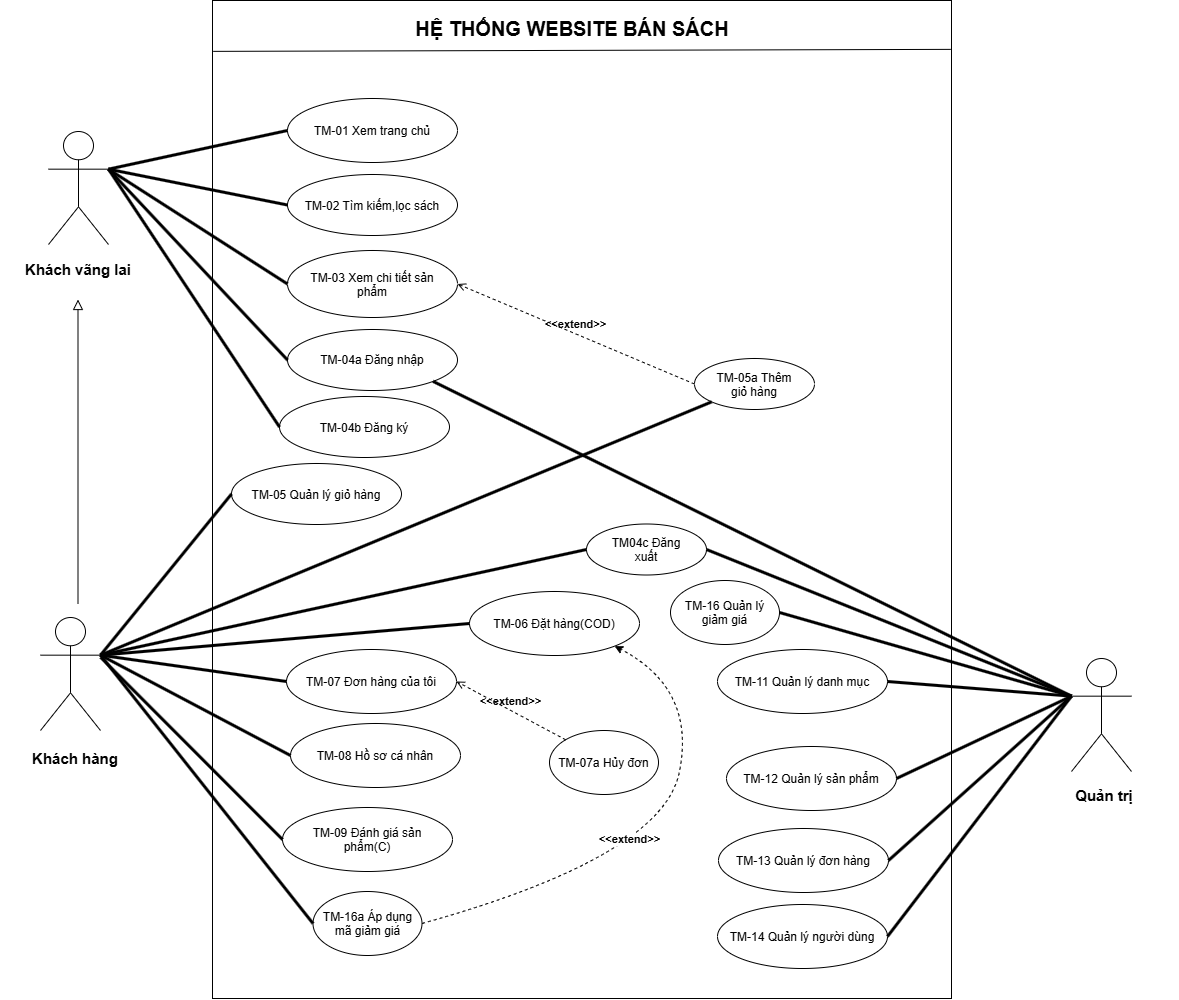 HỆ THỐNG WEBSITE BÁN SÁCH
TM-01 Xem trang chủ
TM-02 Tìm kiếm,lọc sách
Khách vãng lai
TM-03 Xem chi tiết sản
phẩm
<<extend>>
TM-04a Đăng nhập
TM-05a Thêm
giỏ hàng
TM-04b Đăng ký
TM-05 Quản lý giỏ hàng
TM04c Đăng
xuất
TM-16 Quản lý
giảm giá
TM-06 Đặt hàng(COD)
TM-07 Đơn hàng của tôi
TM-11 Quản lý danh mục
<<extend>>
Khách hàng
TM-08 Hồ sơ cá nhân
TM-07a Hủy đơn
TM-12 Quản lý sản phẩm
Quản trị
TM-09 Đánh giá sản
phẩm(C)
<<extend>>
TM-13 Quản lý đơn hàng
TM-16a Áp dụng
mã giảm giá
TM-14 Quản lý người dùng